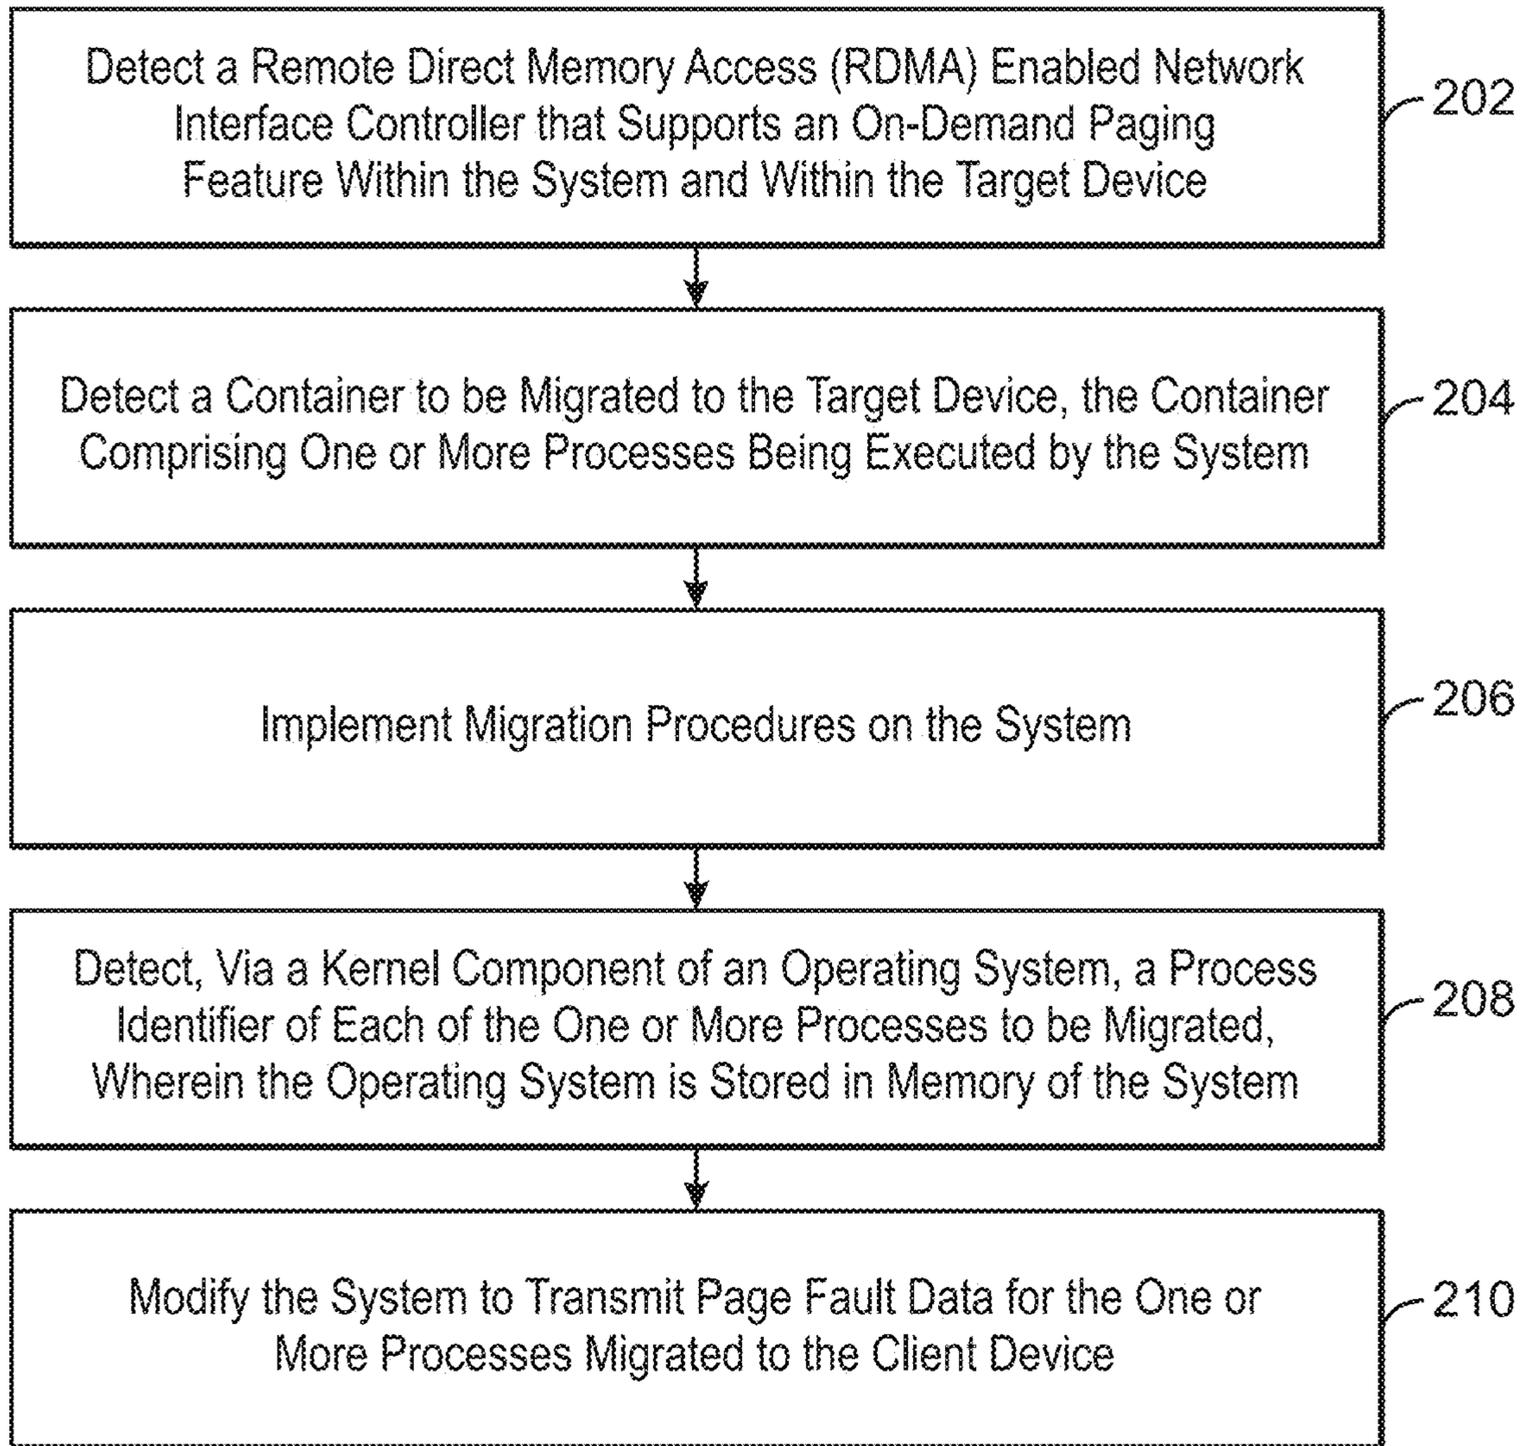 Detect a Remote Direct Memory Access (RDMA) Enabled Network
Interface Controller that Supports an On-Demand Paging
Feature Within the System and Within the Target Device
202
Detect a Container to be Migrated to the Target Device, the Container
Comprising One or More Processes Being Executed by the System
204
Implement Migration Procedures on the System
206
Detect, Via a Kernel Component of an Operating System, a Process
Identifier of Each of the One or More Processes to be Migrated,
Wherein the Operating System is Stored in Memory of the System
208
Modify the System to Transmit Page Fault Data for the One or
More Processes Migrated to the Client Device
210